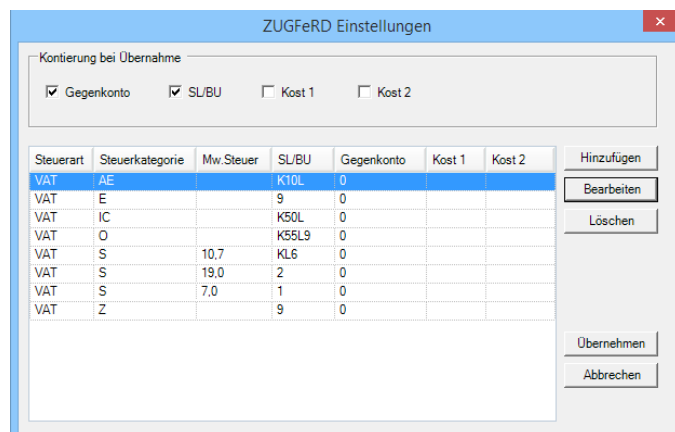 ZUGFeRD Einstellungen
Kontierung bei Übernahme
Gegenkonto SL/BU Kost 1 Kost 2
Steuerart Steuerkategorie Mw.Steuer SL/BU Gegenkonto Kost 1 Kost 2
VAT AE K10L 0
VAT E 9 0
VAT IC K50L 0
VAT O K55L9 0
VAT S 10,7 KL6 0
VAT S 19,0 2 0
VAT S 7,0 1 0
VAT Z 9 0
Hinzufügen
Bearbeiten
Löschen
Übernehmen
Abbrechen